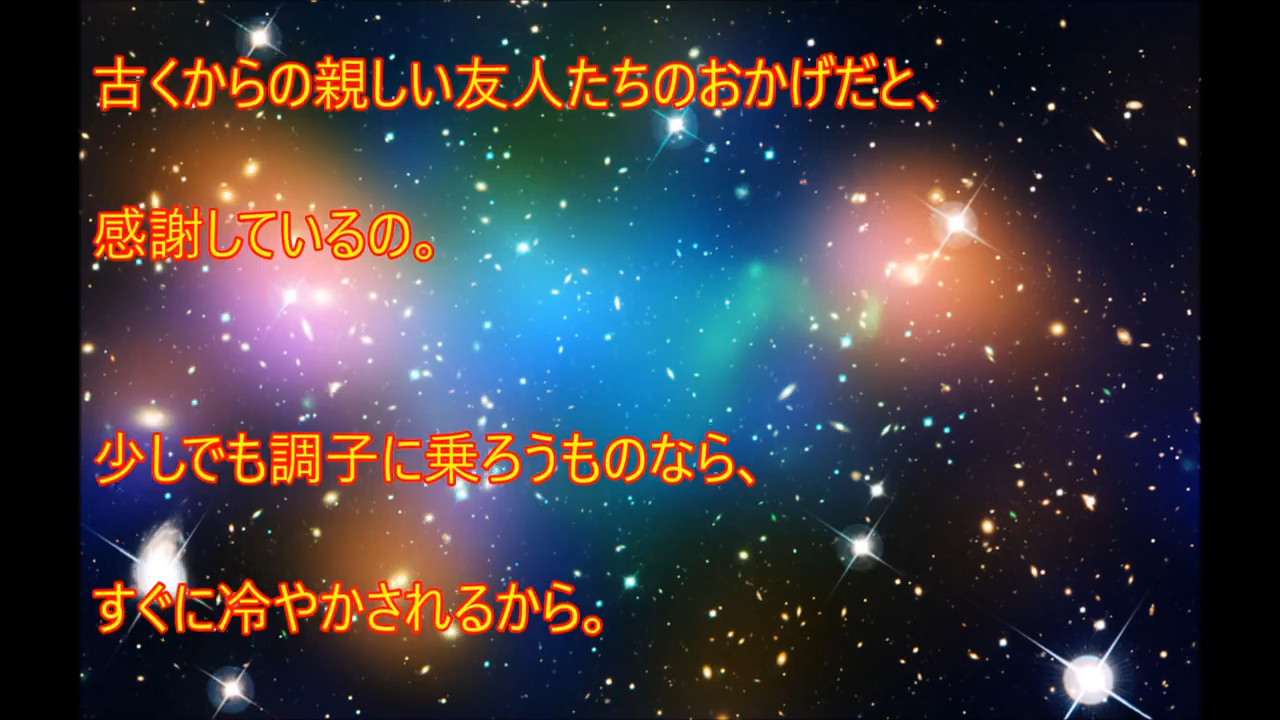 古くからの親しい友人たちのおかげだと、
感謝しているの。
少しでも調子に乗ろうものなら、
すぐに冷やかされるから。